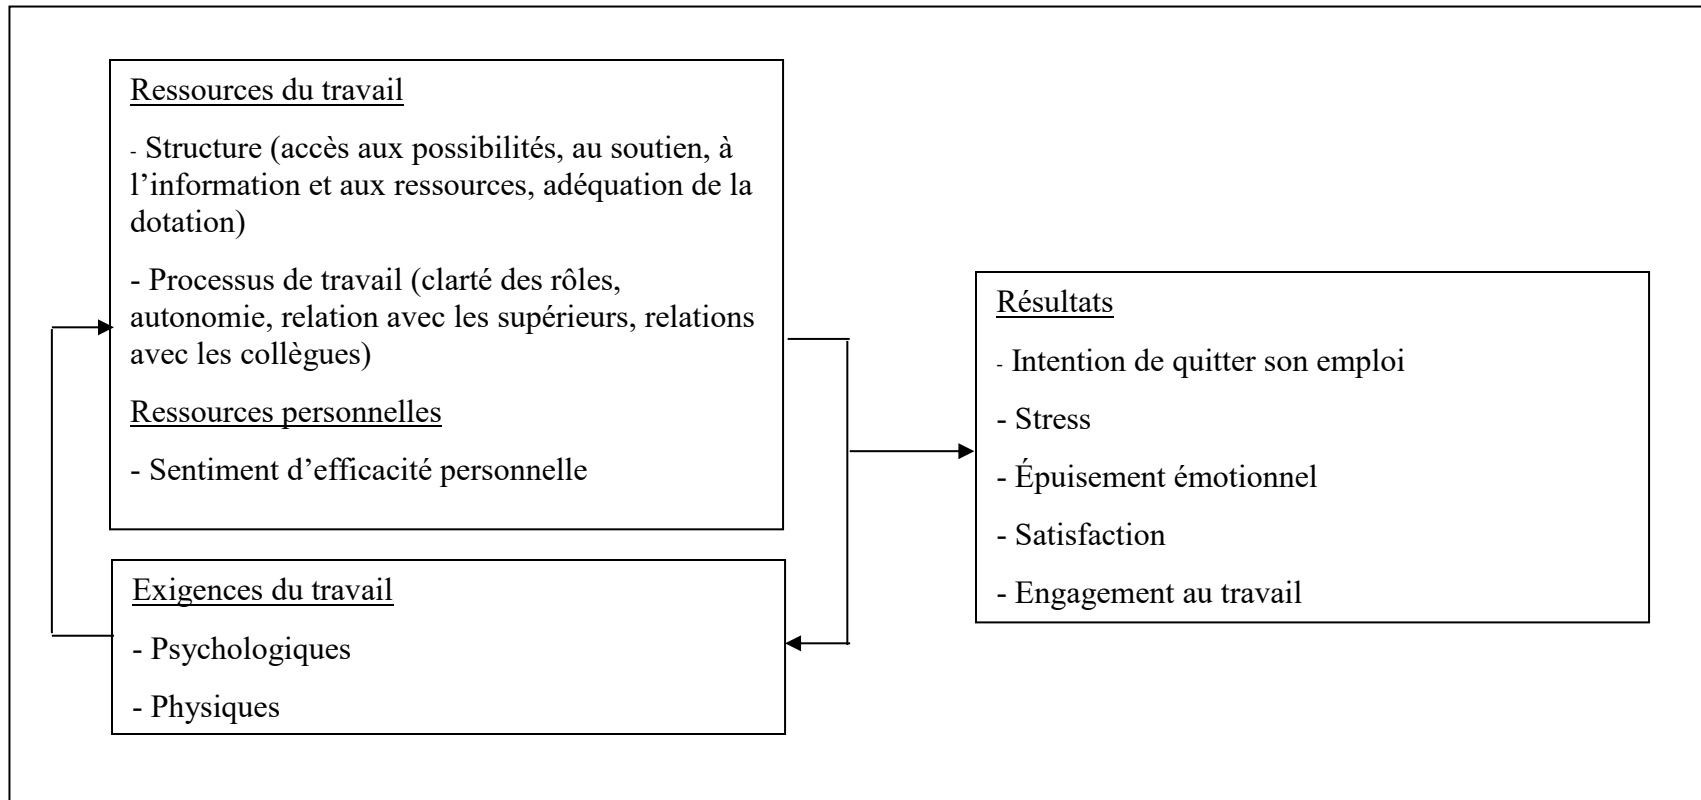 Ressources du travail
- Structure (accès aux possibilités, au soutien, à
l’information et aux ressources, adéquation de la
dotation)
- Processus de travail (clarté des rôles,
autonomie, relation avec les supérieurs, relations
avec les collègues)
Ressources personnelles
- Sentiment d’efficacité personnelle
Exigences du travail
- Psychologiques
- Physiques
Résultats
- Intention de quitter son emploi
- Stress
- Épuisement émotionnel
- Satisfaction
- Engagement au travail